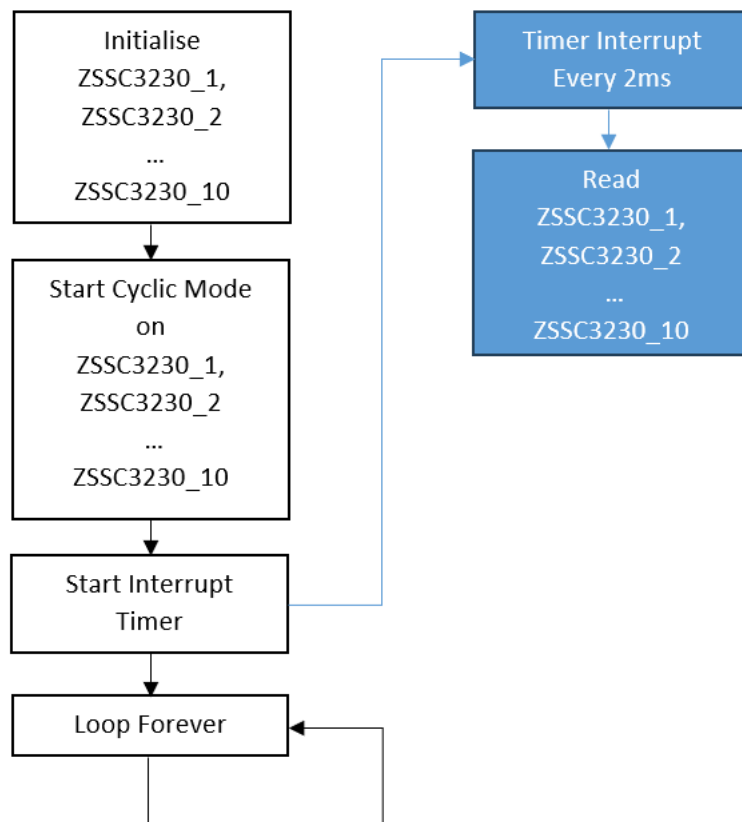 Initialise
ZSSC3230_1,
ZSSC3230_2
...
ZSSC3230_10
Start Cyclic Mode
on
ZSSC3230_1,
ZSSC3230_2
...
ZSSC3230_10
Start Interrupt
Timer
Loop Forever
Timer Interrupt
Every 2ms
Read
ZSSC3230_1,
ZSSC3230_2
...
ZSSC3230_10